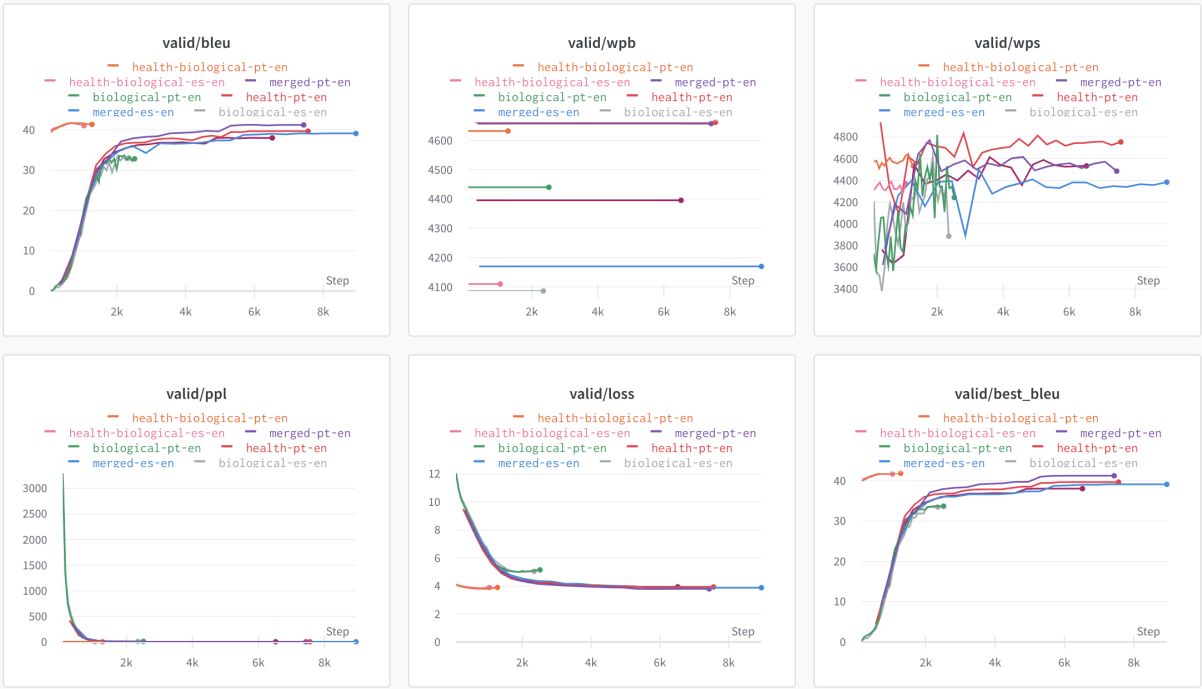 valid/bleu
health-biological-pt-en
health-biological-es-en merged-pt-en
biological-pt-en health-pt-en
merged-es-en biological-es-en
40
30
20
10
0
Step
2k 4k 6k 8k
valid/wpb
health-biological-pt-en
health-biological-es-en merged-pt-en
biological-pt-en health-pt-en
merged-es-en biological-es-en
4600
4500
4400
4300
4200
4100
Step
2k 4k 6k 8k
valid/wps
health-biological-pt-en
health-biological-es-en merged-pt-en
biological-pt-en health-pt-en
merged-es-en biological-es-en
4800
4600
4400
4200
4000
3800
3600
3400
Step
2k 4k 6k 8k
valid/ppl
health-biological-pt-en
health-biological-es-en merged-pt-en
biological-pt-en health-pt-en
merged-es-en biological-es-en
3000
2500
2000
1500
1000
500
0
Step
2k 4k 6k 8k
valid/loss
health-biological-pt-en
health-biological-es-en merged-pt-en
biological-pt-en health-pt-en
merged-es-en biological-es-en
12
10
8
6
4
2
0
Step
2k 4k 6k 8k
valid/best_bleu
health-biological-pt-en
health-biological-es-en merged-pt-en
biological-pt-en health-pt-en
merged-es-en biological-es-en
40
30
20
10
0
Step
2k 4k 6k 8k